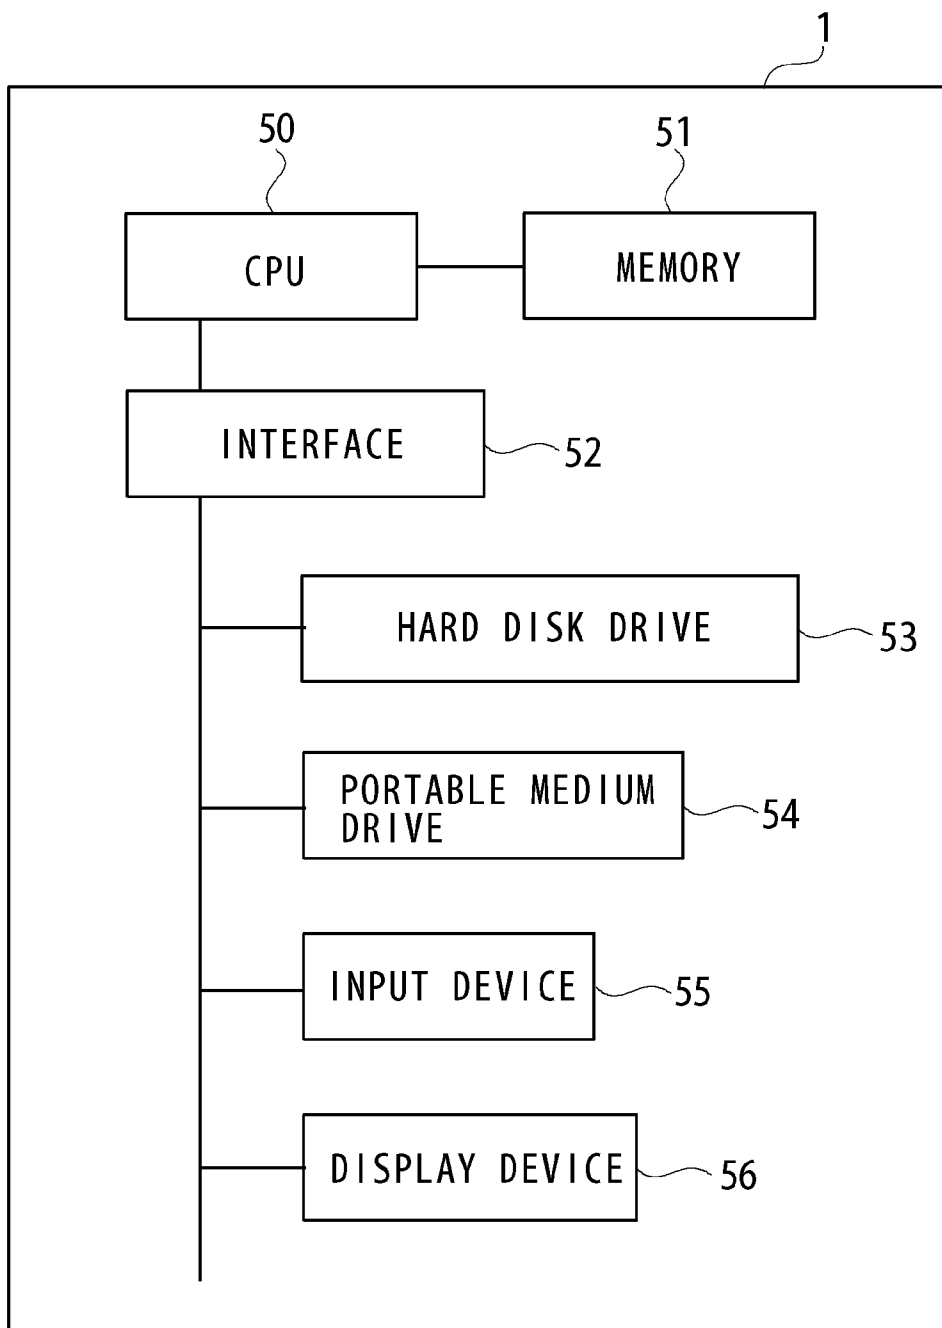 1
50
51
CPU
MEMORY
INTERFACE
52
HARD DISK DRIVE
53
PORTABLE MEDIUM
DRIVE
54
INPUT DEVICE
55
DISPLAY DEVICE
56